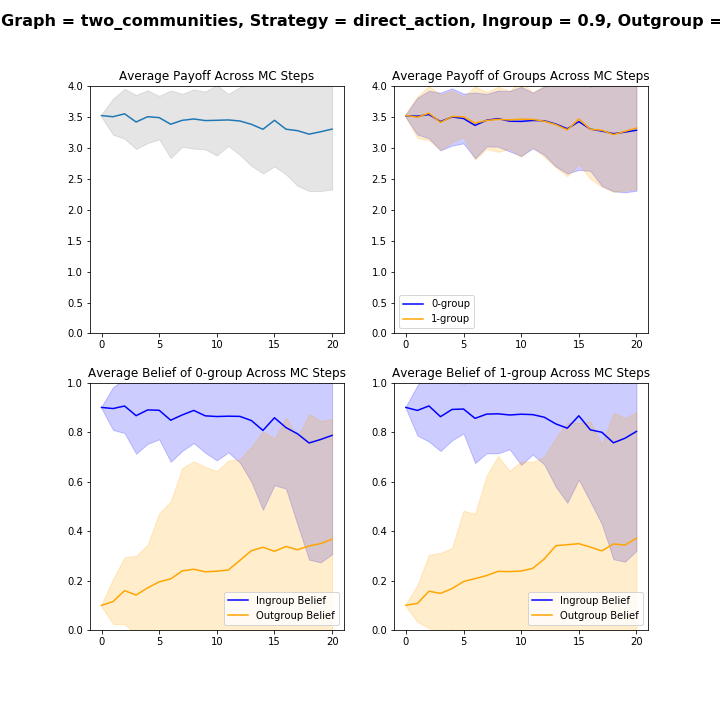 Graph = two_communities, Strategy = direct_action, Ingroup = 0.9, Outgroup =
Average Payoff Across MC Steps
4.0
3.5
3.0
2.5
2.0
1.5
1.0
0.5
0.0
0 5 10 15 20
Average Payoff of Groups Across MC Steps
4.0
3.5
3.0
2.5
2.0
1.5
1.0
0.5
0.0
0-group
1-group
0 5 10 15 20
Average Belief of 0-group Across MC Steps
1.0
0.8
0.6
0.4
0.2
0.0
Ingroup Belief
Outgroup Belief
0 5 10 15 20
Average Belief of 1-group Across MC Steps
1.0
0.8
0.6
0.4
0.2
0.0
Ingroup Belief
Outgroup Belief
0 5 10 15 20